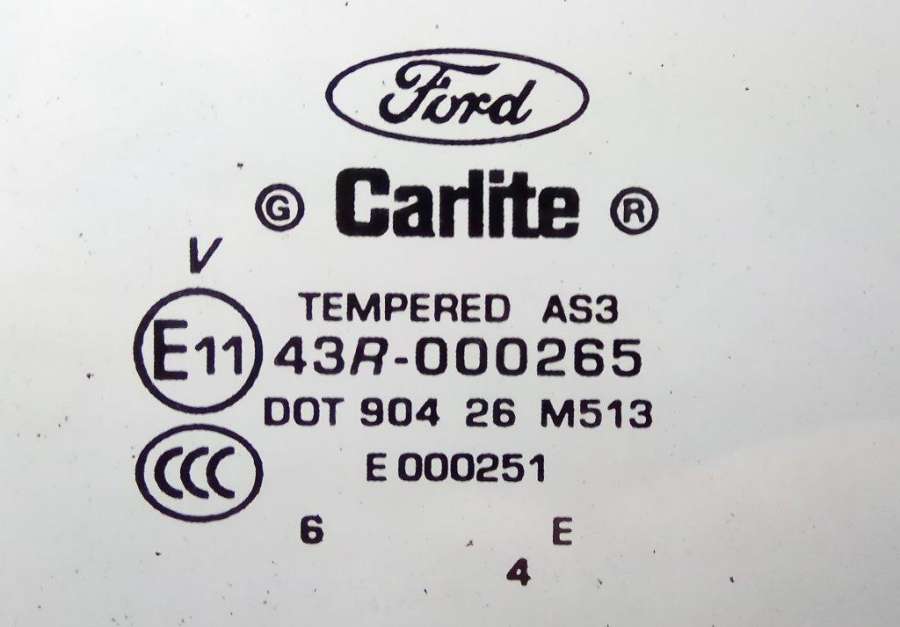 Ford
G Carlite ®
V
TEMPERED AS3
E11 43R-000265
DOT 904 26 M513
CCC E 000251
6 E
4